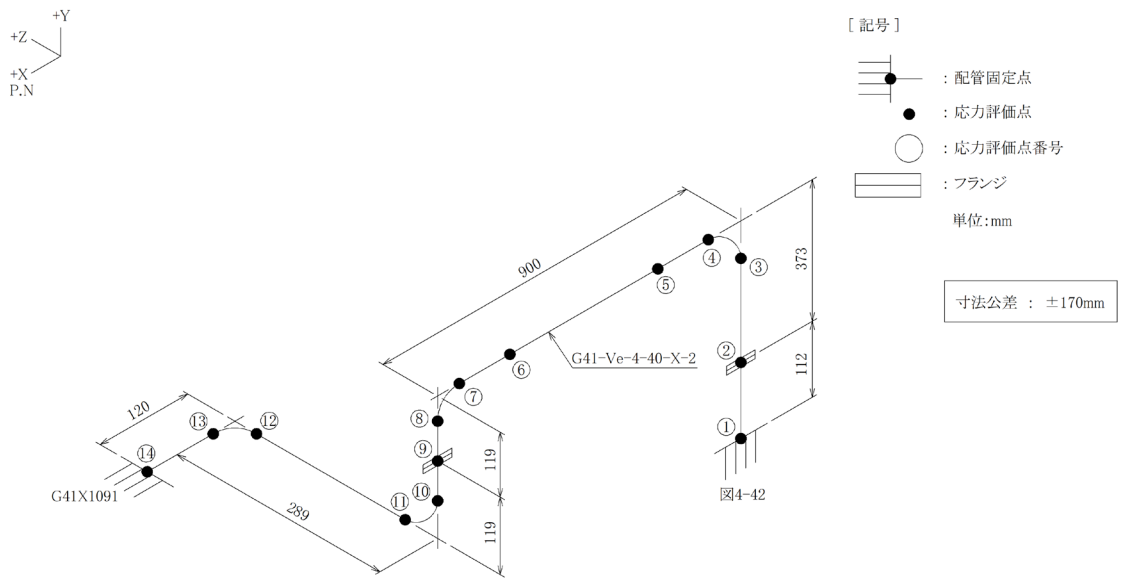 +Y
+Z
+X
P.N
[ 記号 ]
: 配管固定点
: 応力評価点
: 応力評価点番号
: フランジ
単位:mm
寸法公差 : ±170mm
900
373
④
③
⑤
②
G41-Ve-4-40-X-2
⑥
112
⑦
120
⑧
⑬
⑫
①
⑭
⑨
119
G41X1091
図4-42
⑪
⑩
289
119